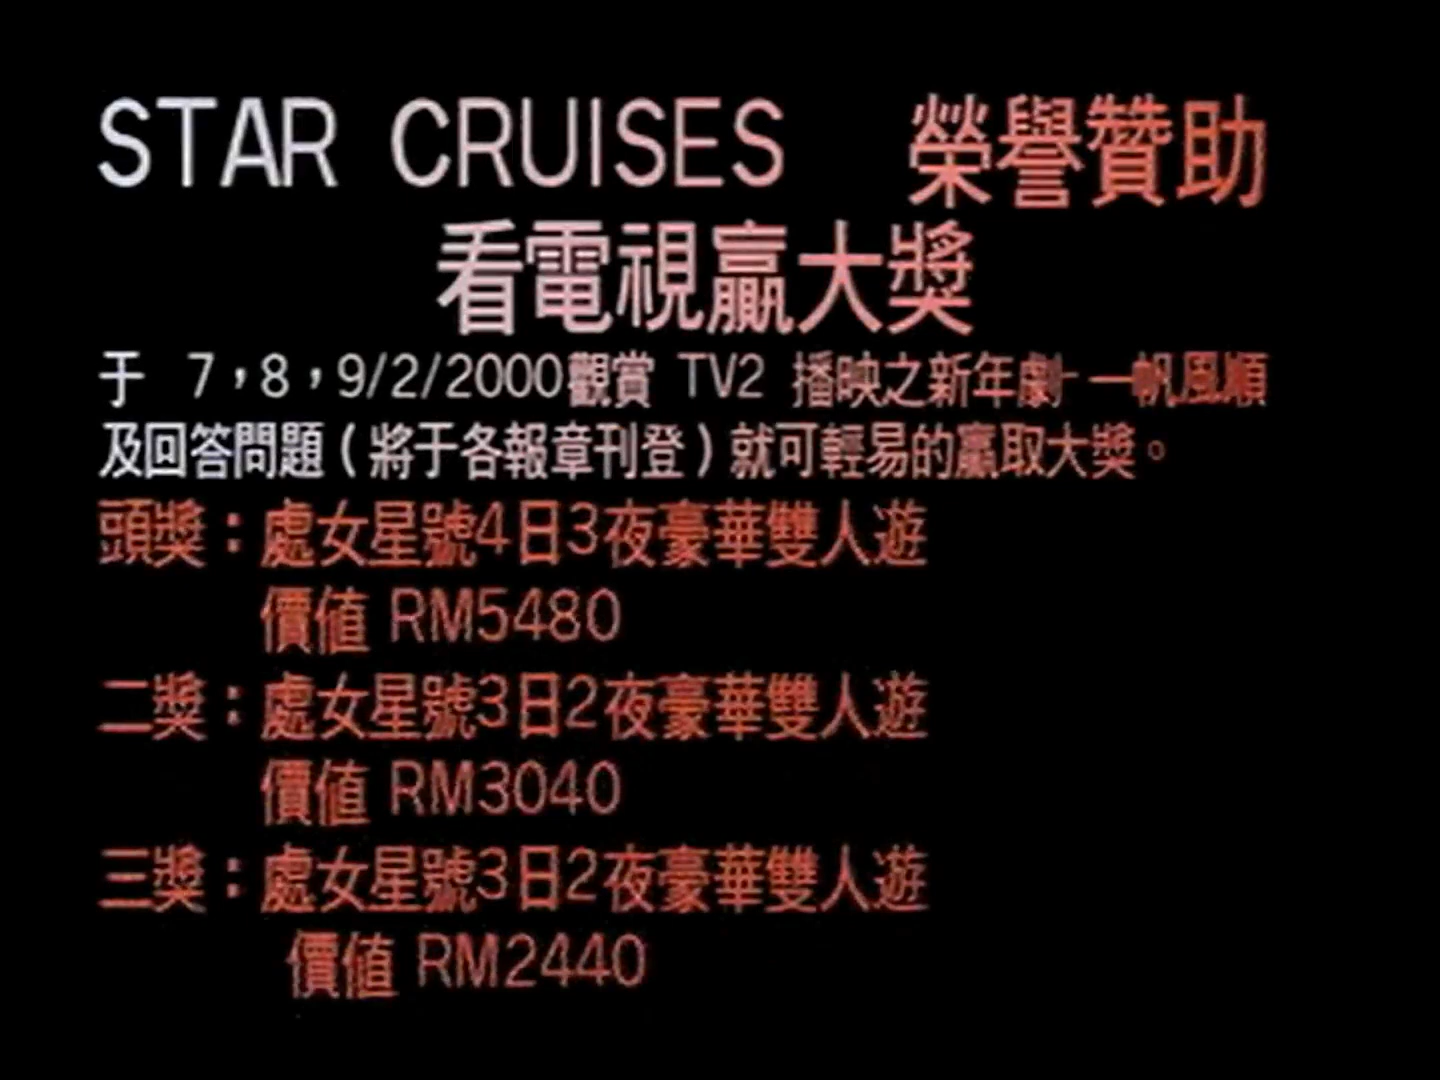 STAR CRUISES 榮譽贊助
看電視贏大獎
于 7,8,9/2/2000觀賞 TV2 播映之新年劇-一帆風順
及回答問題(將于各報章刊登)就可輕易的贏取大獎。
頭獎:處女星號4日3夜豪華雙人遊
價值 RM5480
二獎:處女星號3日2夜豪華雙人遊
價值 RM3040
三獎:處女星號3日2夜豪華雙人遊
價值 RM2440